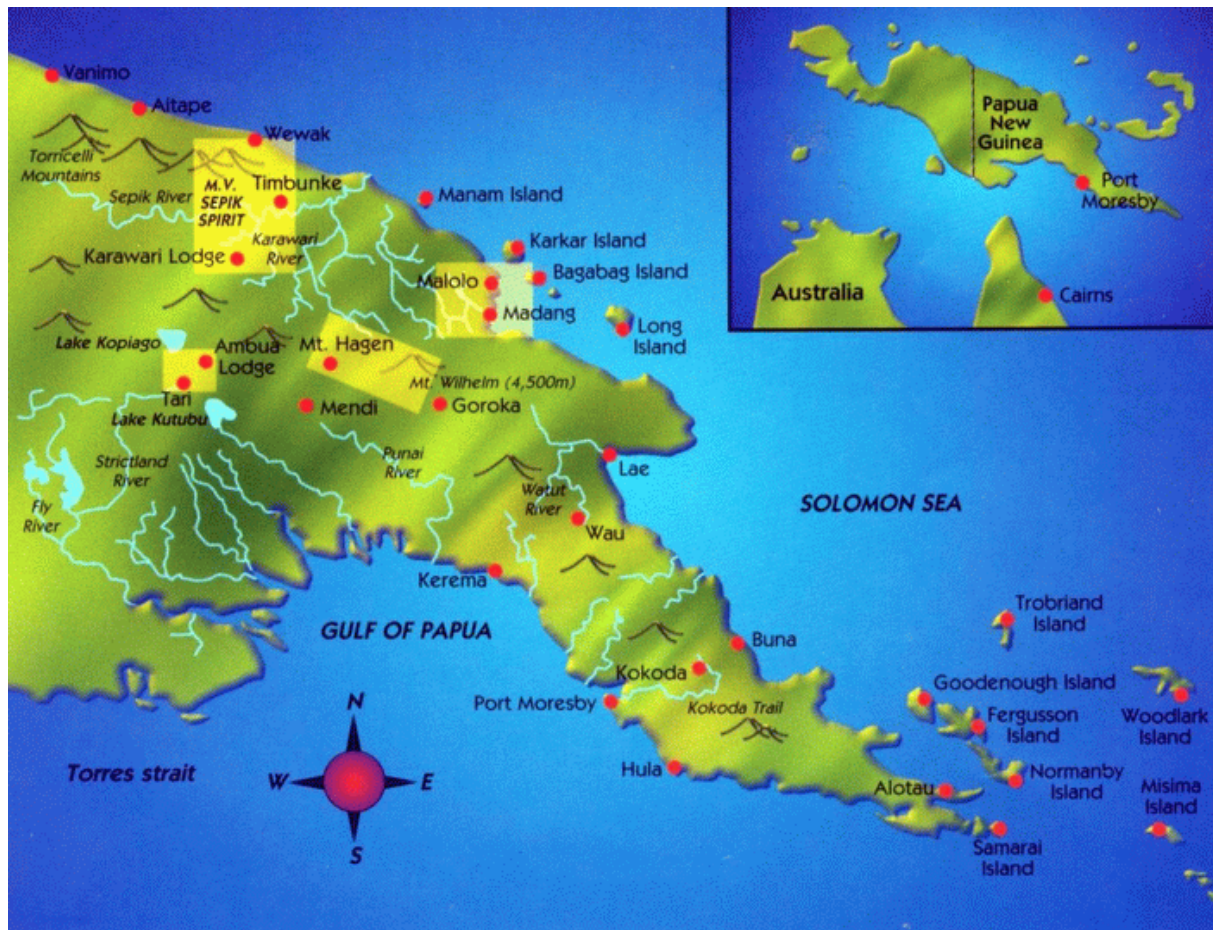 Vanimo
Aitape
Wewak
Torricelli
Mountains
Sepik River
M.V.
SEPIK
SPIRIT
Timbunke
Manam Island
Karawari
River
Karawari Lodge
Karkar Island
Malolo
Bagabag Island
Madang
Long
Island
Lake Kopiago
Ambua
Lodge
Mt. Hagen
Mt. Wilhelm (4,500m)
Tari
Lake Kutubu
Mendi
Goroka
Strictland
River
Punai
River
Fly
River
Lae
Watut
River
Wau
SOLOMON SEA
Kerema
GULF OF PAPUA
Trobriand
Island
Buna
Kokoda
Port Moresby
Kokoda Trail
Goodenough Island
Fergusson
Island
Woodlark
Island
Hula
Alotau
Normanby
Island
Misima
Island
Samarai
Island
Torres strait
N
W
E
S
Papua
New
Guinea
Port
Moresby
Australia
Cairns